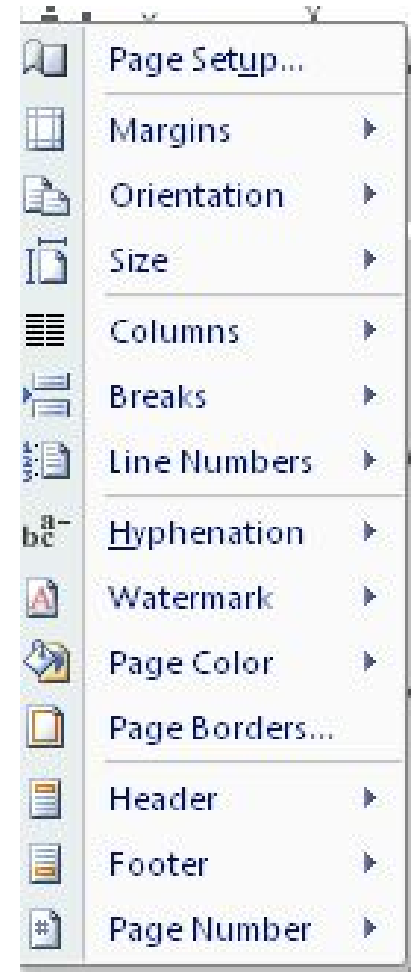 Page Setup...
Margins
Orientation
Size
Columns
Breaks
Line Numbers
Hyphenation
Watermark
Page Color
Page Borders...
Header
Footer
Page Number